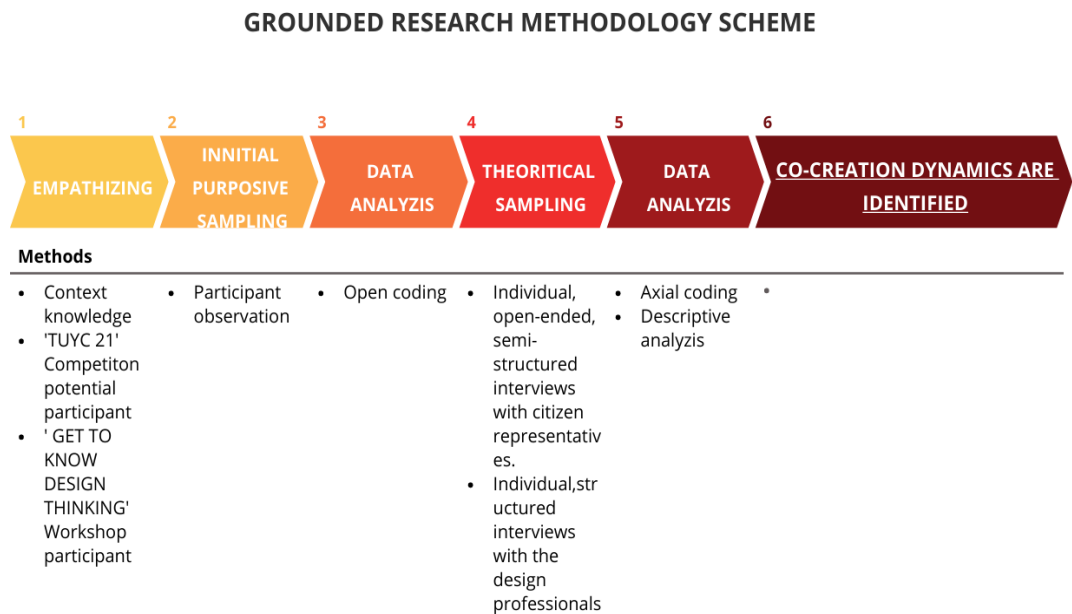 GROUNDED RESEARCH METHODOLOGY SCHEME
1
EMPATHIZING
2
INNITIAL
PURPOSIVE
SAMPLING
3
DATA
ANALYZIS
4
THEORITICAL
SAMPLING
5
DATA
ANALYZIS
6
CO-CREATION DYNAMICS ARE
IDENTIFIED
Methods
• Context
knowledge
• 'TUYC 21'
Competiton
potential
participant
• ' GET TO
KNOW
DESIGN
THINKING'
Workshop
participant
• Participant
observation
• Open coding
• Individual,
open-ended,
semi-
structured
interviews
with citizen
representativ
es.
• Individual,str
uctured
interviews
with the
design
professionals
• Axial coding
• Descriptive
analyzis
•